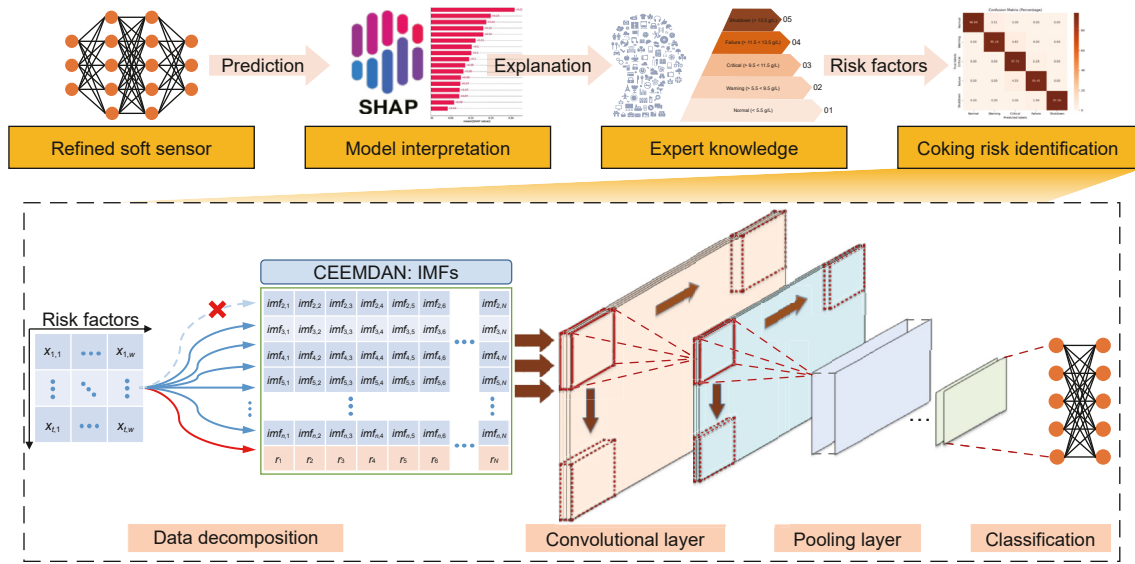 Prediction
SHAP
Explanation
Shutdown (> 13.5 g/L)
05
Failure (> 11.5 < 13.5 g/L)
04
Critical (> 9.5 < 11.5 g/L)
03
Warning (> 5.5 < 9.5 g/L)
02
Normal (< 5.5 g/L)
01
Risk factors
Confusion Matrix (Percentage)
Refined soft sensor
Model interpretation
Expert knowledge
Coking risk identification
CEEMDAN: IMFs
Risk factors
x1,1 ••• x1,w
xt,1 ••• xt,w
imf2,1 imf2,2 imf2,3 imf2,4 imf2,5 imf2,6 imf2,N
imf3,1 imf3,2 imf3,3 imf3,4 imf3,5 imf3,6 ••• imf3,N
imf4,1 imf4,2 imf4,3 imf4,4 imf4,5 imf4,6 imf4,N
imf5,1 imf5,2 imf5,3 imf5,4 imf5,5 imf5,6 imf5,N
imfn,1 imfn,2 imfn,3 imfn,4 imfn,5 imfn,6 ••• imfn,N
r1 r2 r3 r4 r5 r6 rN
...
Data decomposition
Convolutional layer
Pooling layer
Classification